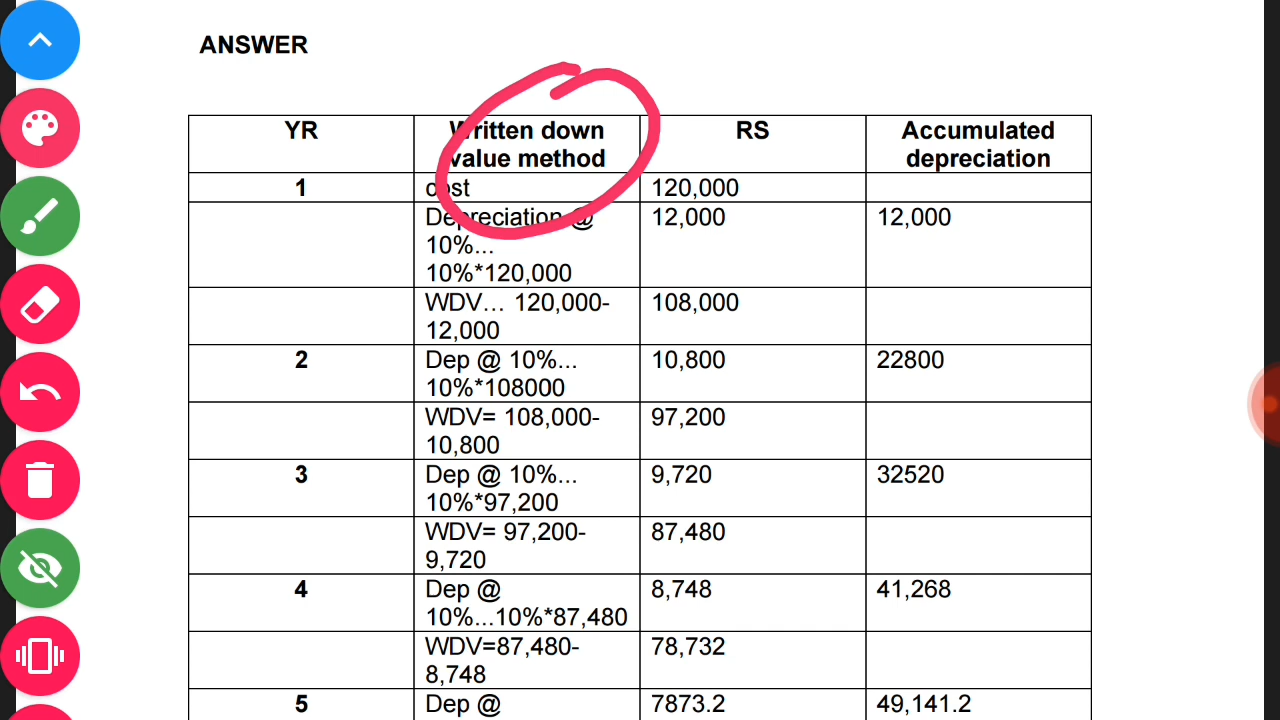 ANSWER
YR
Written down
value method
RS
Accumulated
depreciation
1
cost
120,000
Depreciation @
10%...
10%*120,000
12,000
12,000
WDV... 120,000-
12,000
108,000
2
Dep @ 10%...
10%*108000
10,800
22800
WDV= 108,000-
10,800
97,200
3
Dep @ 10%...
10%*97,200
9,720
32520
WDV= 97,200-
9,720
87,480
4
Dep @
10%...10%*87,480
8,748
41,268
WDV=87,480-
8,748
78,732
5
Dep @
7873.2
49,141.2